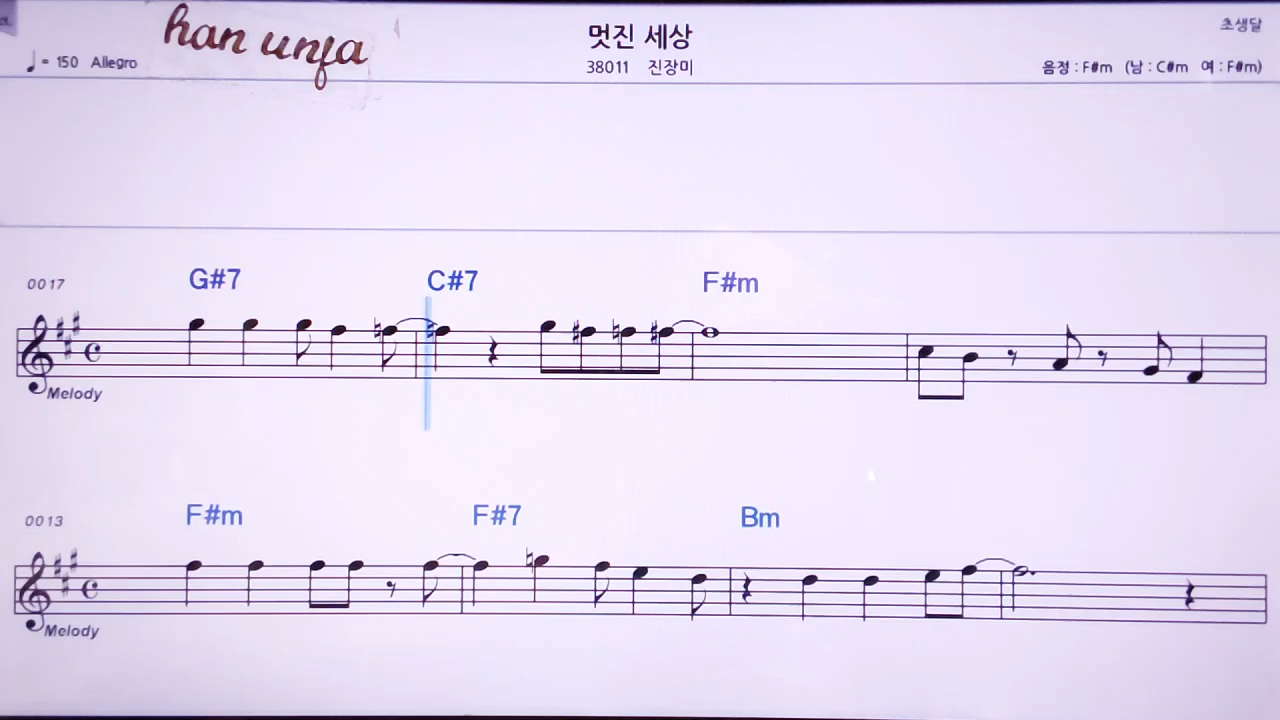 han unfa
멋진 세상
초생달
♩= 150 Allegro
38011 진장미
음정 : F#m (남 : C#m 여 : F#m)
0017 G#7 C#7 F#m
Melody
0013 F#m F#7 Bm
Melody